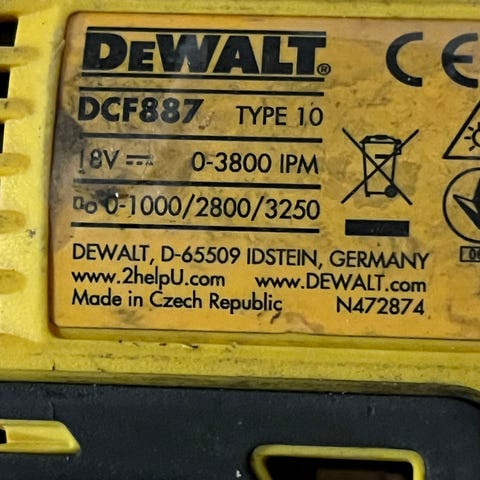 DEWALT®
CE
DCF887 TYPE 10
18V 0-3800 IPM
0-1000/2800/3250
DEWALT, D-65509 IDSTEIN, GERMANY
www.2helpU.com www.DEWALT.com
Made in Czech Republic N472874